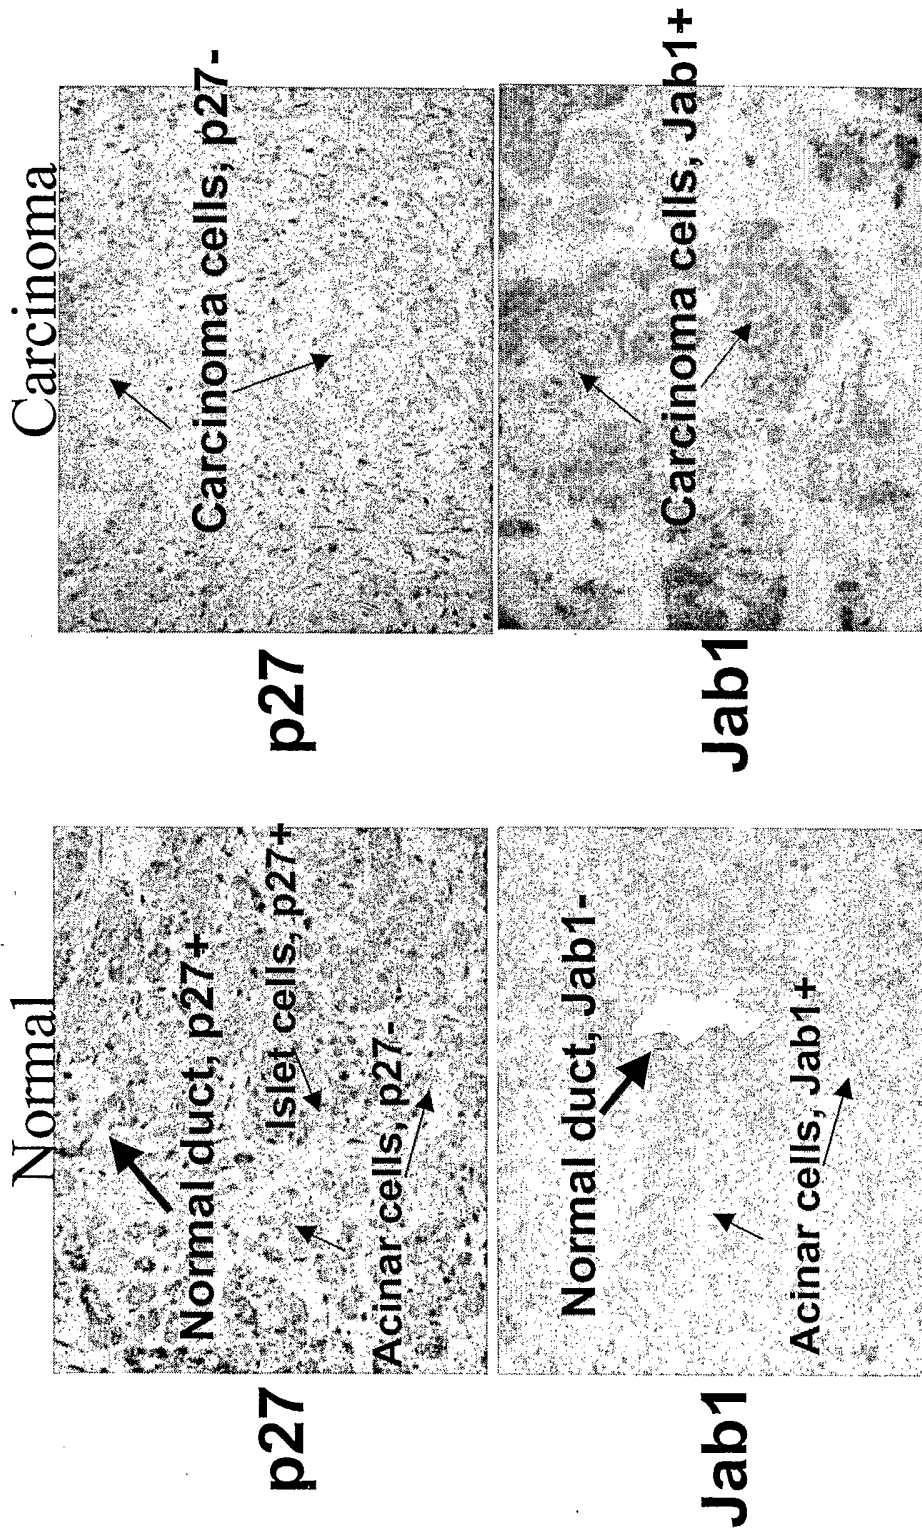 Normal
Carcinoma
p27
Normal duct, p27+
Islet cells, p27+
Acinar cells, p27-
p27
Carcinoma cells, p27-
Jab1
Normal duct, Jab1-
Acinar cells, Jab1+
Jab1
Carcinoma cells, Jab1+